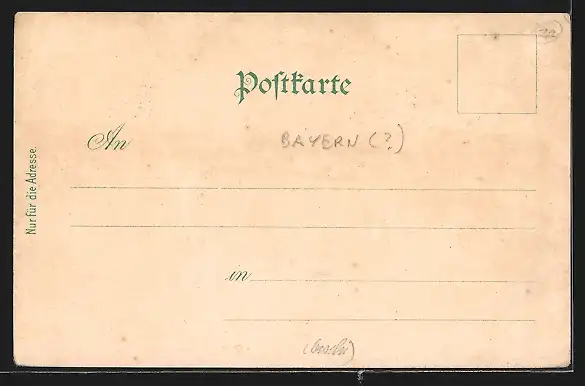 Postkarte
An
BAYERN (?)
Nur für die Adresse.
in